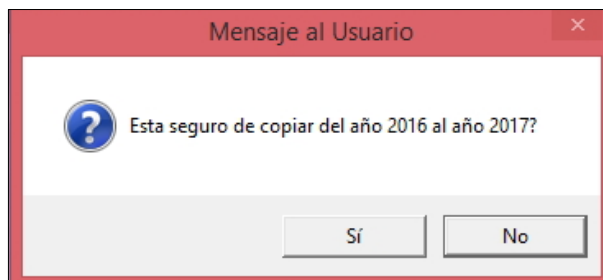 Mensaje al Usuario
Esta seguro de copiar del año 2016 al año 2017?
Sí
No